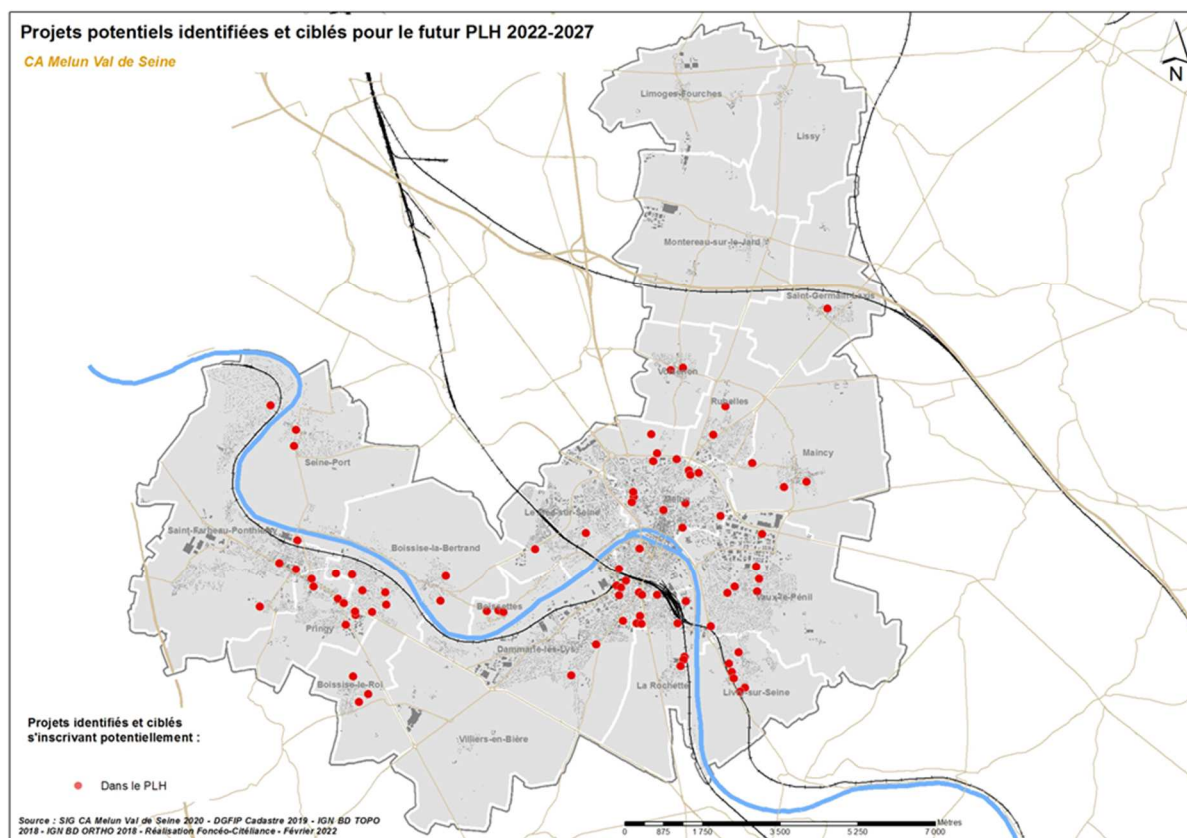 Projets potentiels identifiées et ciblés pour le futur PLH 2022-2027
CA Melun Val de Seine
N
Limoges-Fourches
Lissy
Montereau-sur-le-Jard
Saint-Germain-Laxis
Voisenon
Rubelles
Maincy
Seine-Port
Melun
Le Mée-sur-Seine
Saint-Fargeau-Ponthierry
Boissise-la-Bertrand
Boissettes
Vaux-le-Pénil
Pringy
Dammarie-les-Lys
Boissise-le-Roi
La Rochette
Livry-sur-Seine
Villiers-en-Bière
Projets identifiés et ciblés
s'inscrivant potentiellement :
Dans le PLH
Source : SIG CA Melun Val de Seine 2020 - DGFIP Cadastre 2019 - IGN BD TOPO
2018 - IGN BD ORTHO 2018 - Réalisation Foncéo-Citéliance - Février 2022
Mètres
0 875 1 750 3 500 5 250 7 000